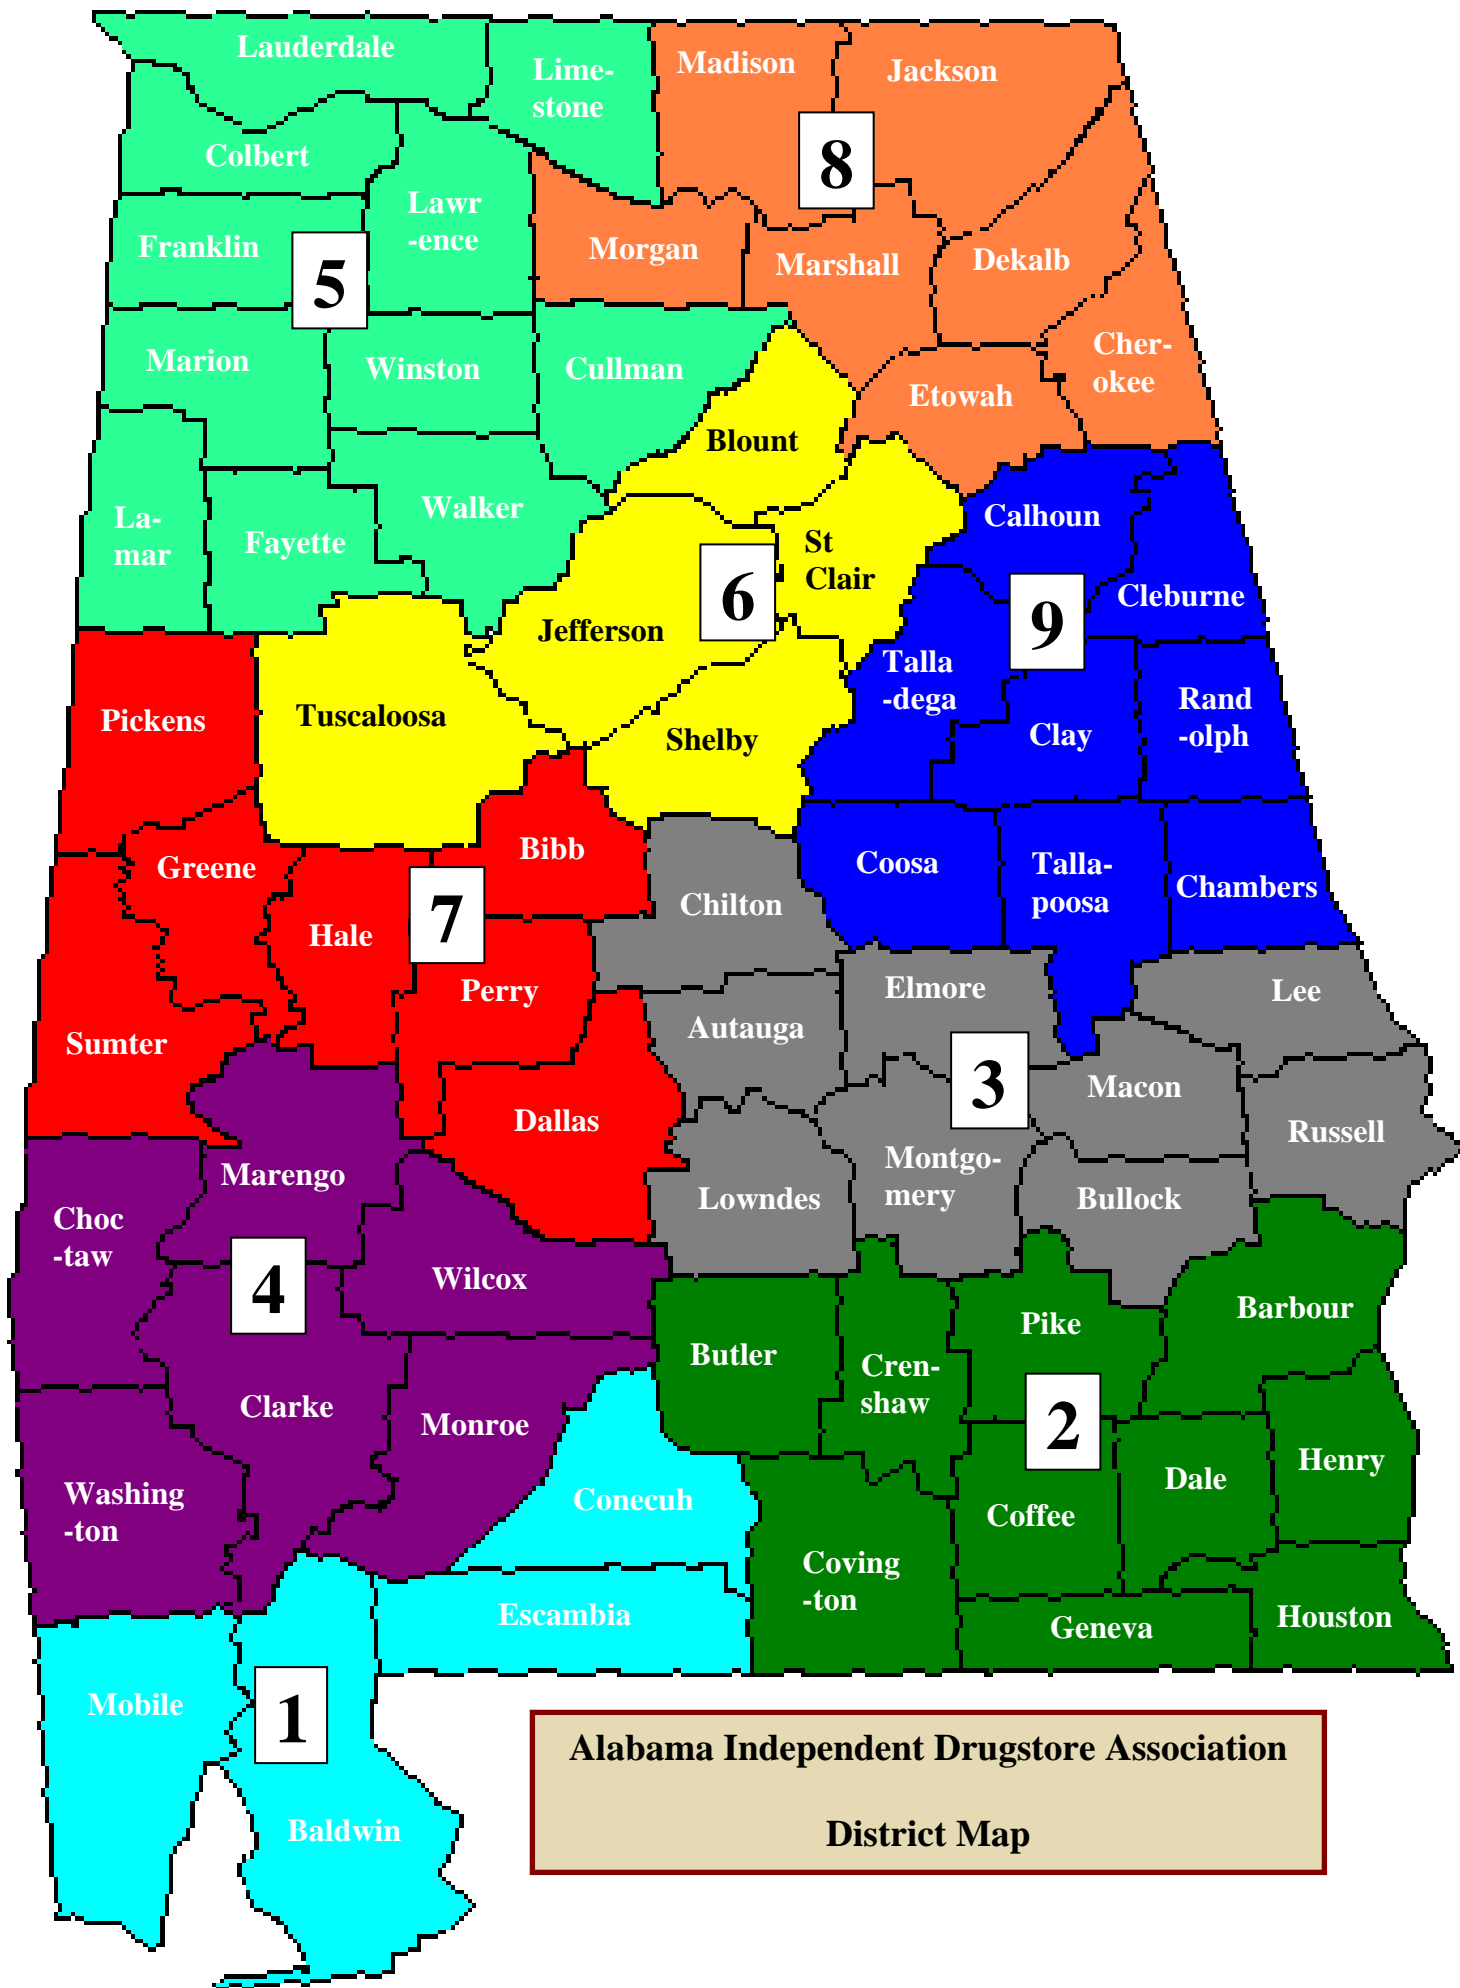 Lauderdale
Lime-
stone
Madison
Jackson
Colbert
8
Lawr
-ence
Franklin
Morgan
Marshall
Dekalb
5
Marion
Winston
Cullman
Cher-
okee
Etowah
Blount
La-
mar
Fayette
Walker
St
Clair
Calhoun
6
Jefferson
9
Cleburne
Talla
-dega
Rand
-olph
Pickens
Tuscaloosa
Shelby
Clay
Greene
Bibb
Coosa
Talla-
poosa
Chambers
7
Chilton
Hale
Perry
Elmore
Lee
Sumter
Autauga
3
Macon
Dallas
Russell
Marengo
Montgo-
mery
Lowndes
Bullock
Choc
-taw
4
Wilcox
Barbour
Pike
Butler
Cren-
shaw
Clarke
Monroe
2
Henry
Dale
Washing
-ton
Conecuh
Coffee
Coving
-ton
Escambia
Geneva
Houston
Mobile
1
Baldwin
Alabama Independent Drugstore Association
District Map